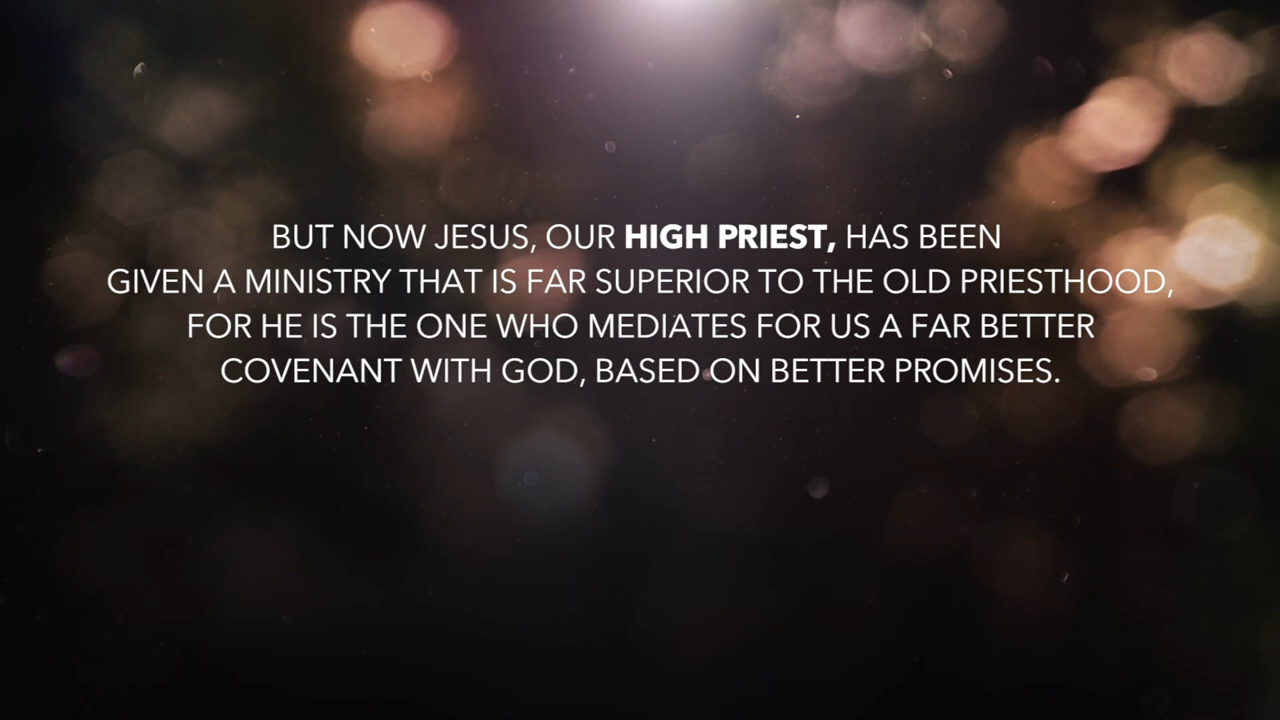 BUT NOW JESUS, OUR HIGH PRIEST, HAS BEEN
GIVEN A MINISTRY THAT IS FAR SUPERIOR TO THE OLD PRIESTHOOD,
FOR HE IS THE ONE WHO MEDIATES FOR US A FAR BETTER
COVENANT WITH GOD, BASED ON BETTER PROMISES.